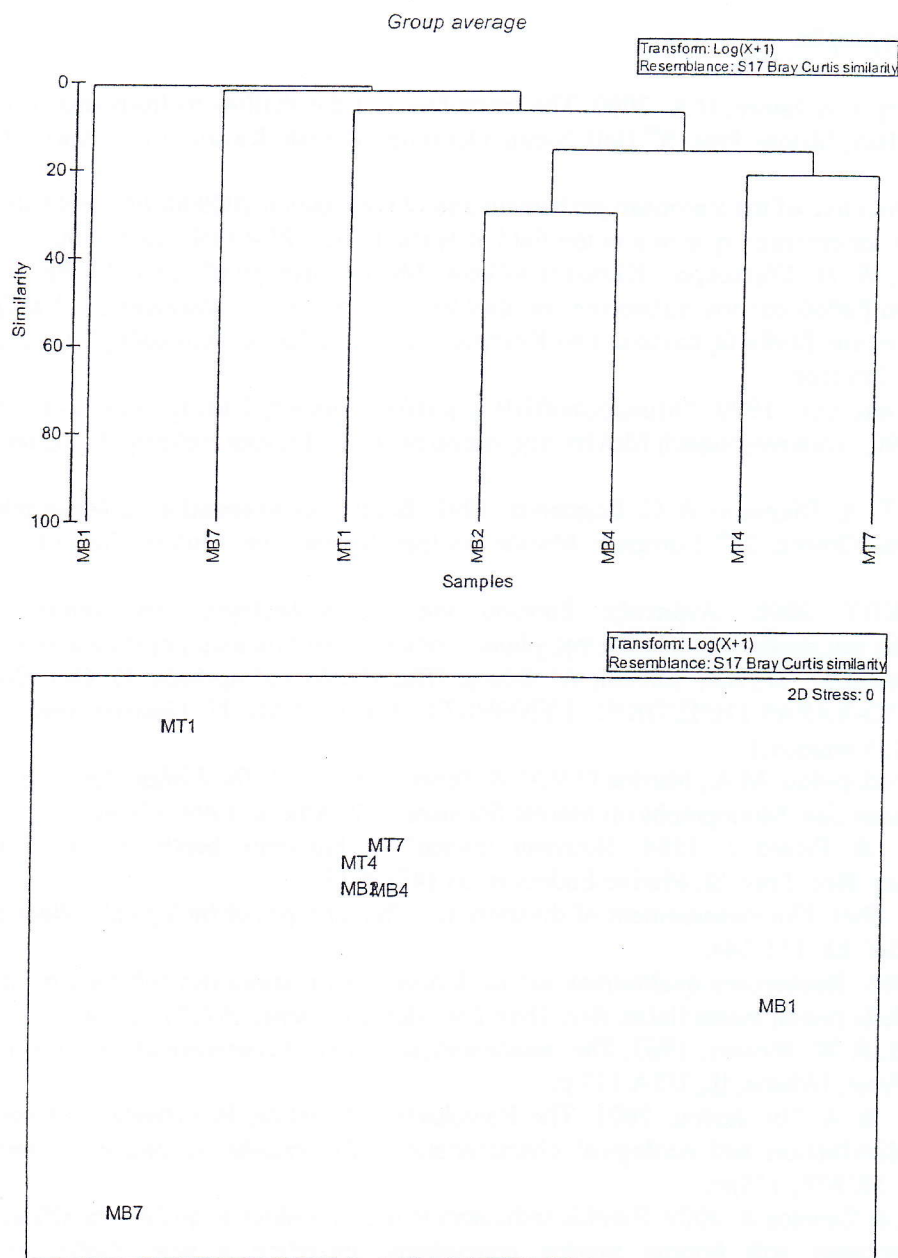 Group average
Transform: Log(X+1)
Resemblance: S17 Bray Curtis similarity
0
20
40
60
80
100
Similarity
MB1
MB7
MT1
MB2
MB4
MT4
MT7
Samples
Transform: Log(X+1)
Resemblance: S17 Bray Curtis similarity
2D Stress: 0
MT1
MT7
MT4
MB2 MB4
MB1
MB7